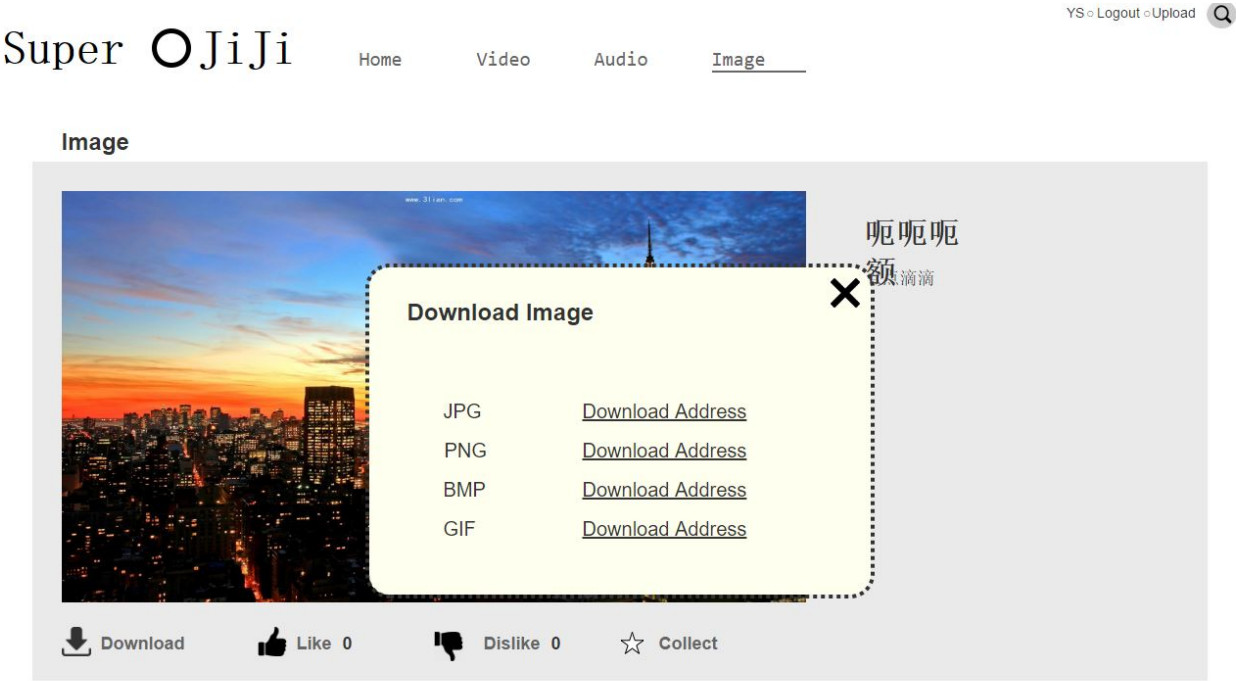 YS○ Logout ○Upload
Super OJiJi
Home Video Audio Image
Image
www.3lian.com
呃呃呃
额
滴滴
Download Image
JPG Download Address
PNG Download Address
BMP Download Address
GIF Download Address
Download Like 0 Dislike 0 Collect